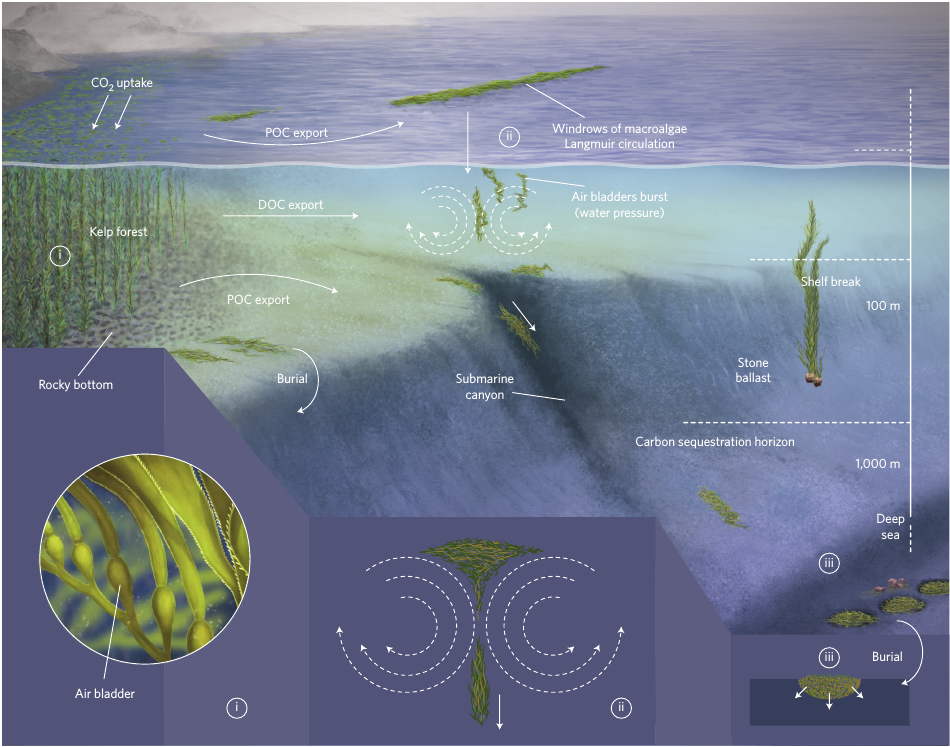 CO2 uptake
POC export
ii
Windrows of macroalgae
Langmuir circulation
DOC export
Air bladders burst
(water pressure)
Kelp forest
i
POC export
Shelf break
100 m
Rocky bottom
Burial
Submarine
canyon
Stone
ballast
Carbon sequestration horizon
1,000 m
Deep
sea
iii
Air bladder
i
ii
iii
Burial